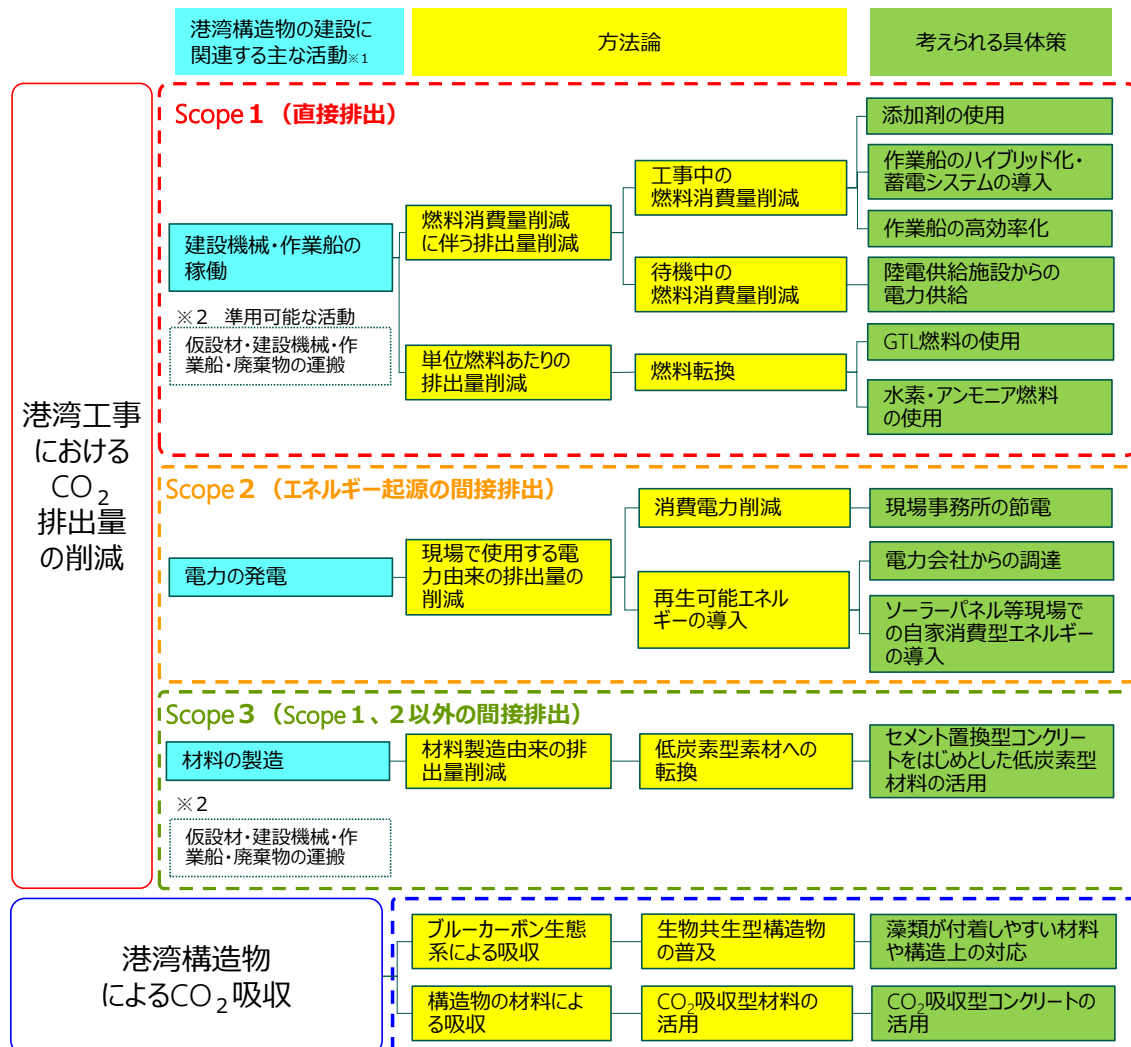 港湾構造物の建設に
関連する主な活動※1
方法論
考えられる具体策
港湾工事
における
CO₂
排出量
の削減
Scope 1 （直接排出）
建設機械・作業船の
稼働
※２　準用可能な活動
仮設材・建設機械・作
業船・廃棄物の運搬
燃料消費量削減
に伴う排出量削減
工事中の
燃料消費量削減
添加剤の使用
作業船のハイブリッド化・
蓄電システムの導入
作業船の高効率化
待機中の
燃料消費量削減
陸電供給施設からの
電力供給
単位燃料あたりの
排出量削減
燃料転換
GTL燃料の使用
水素・アンモニア燃料
の使用
Scope 2 （エネルギー起源の間接排出）
電力の発電
現場で使用する電
力由来の排出量の
削減
消費電力削減
現場事務所の節電
再生可能エネル
ギーの導入
電力会社からの調達
ソーラーパネル等現場で
の自家消費型エネルギー
の導入
Scope 3 （Scope 1、2以外の間接排出）
材料の製造
※２
仮設材・建設機械・作
業船・廃棄物の運搬
材料製造由来の排
出量削減
低炭素型素材への
転換
セメント置換型コンクリー
トをはじめとした低炭素型
材料の活用
港湾構造物
によるCO₂吸収
ブルーカーボン生態
系による吸収
生物共生型構造物
の普及
藻類が付着しやすい材料
や構造上の対応
構造物の材料によ
る吸収
CO₂吸収型材料の
活用
CO₂吸収型コンクリートの
活用